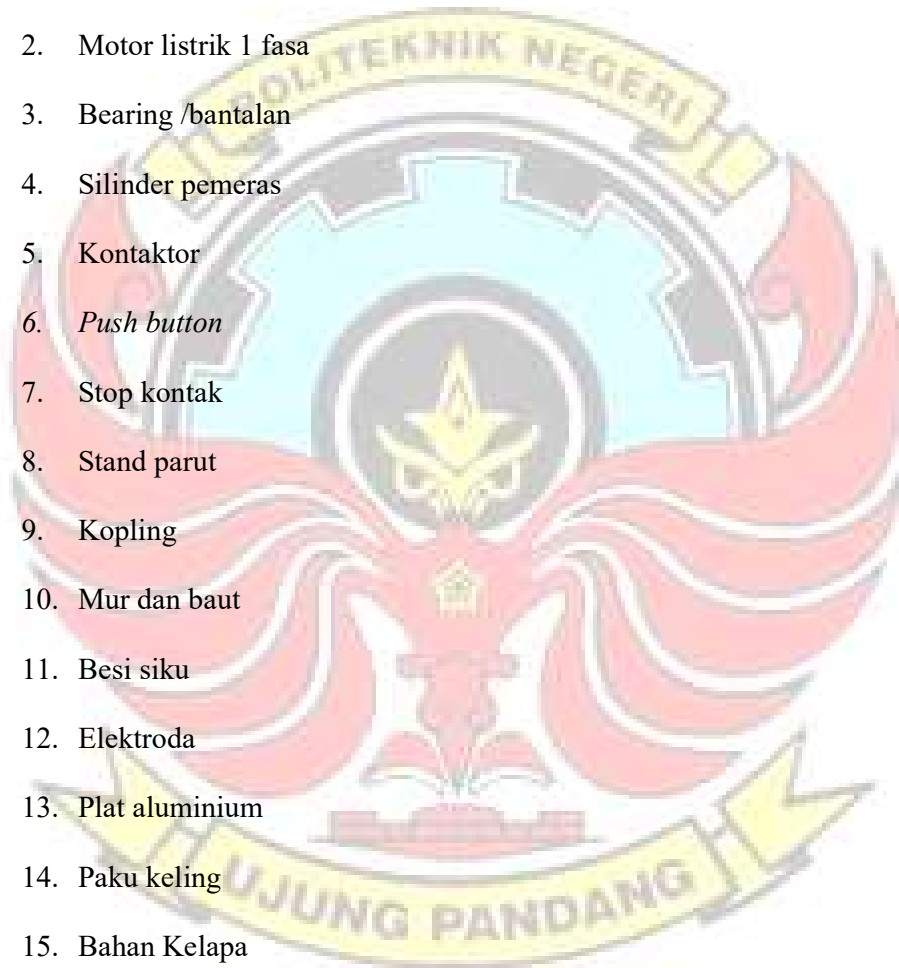 POLITEKNIK NEGERI
2. Motor listrik 1 fasa
3. Bearing /bantalan
4. Silinder pemeras
5. Kontaktor
6. Push button
7. Stop kontak
8. Stand parut
9. Kopling
10. Mur dan baut
11. Besi siku
12. Elektroda
13. Plat aluminium
14. Paku keling
15. Bahan Kelapa
UJUNG PANDANG